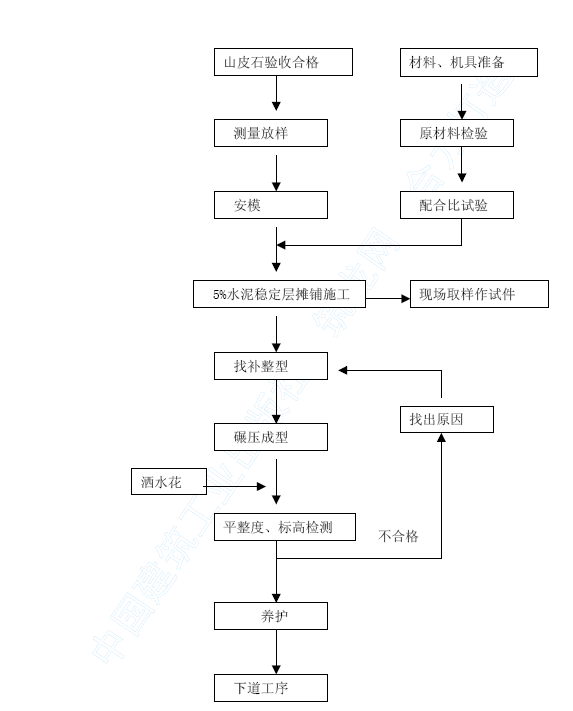 山皮石验收合格
材料、机具准备
测量放样
原材料检验
安模
配合比试验
5%水泥稳定层摊铺施工
现场取样作试件
找补整型
找出原因
碾压成型
洒水花
平整度、标高检测
不合格
养护
下道工序